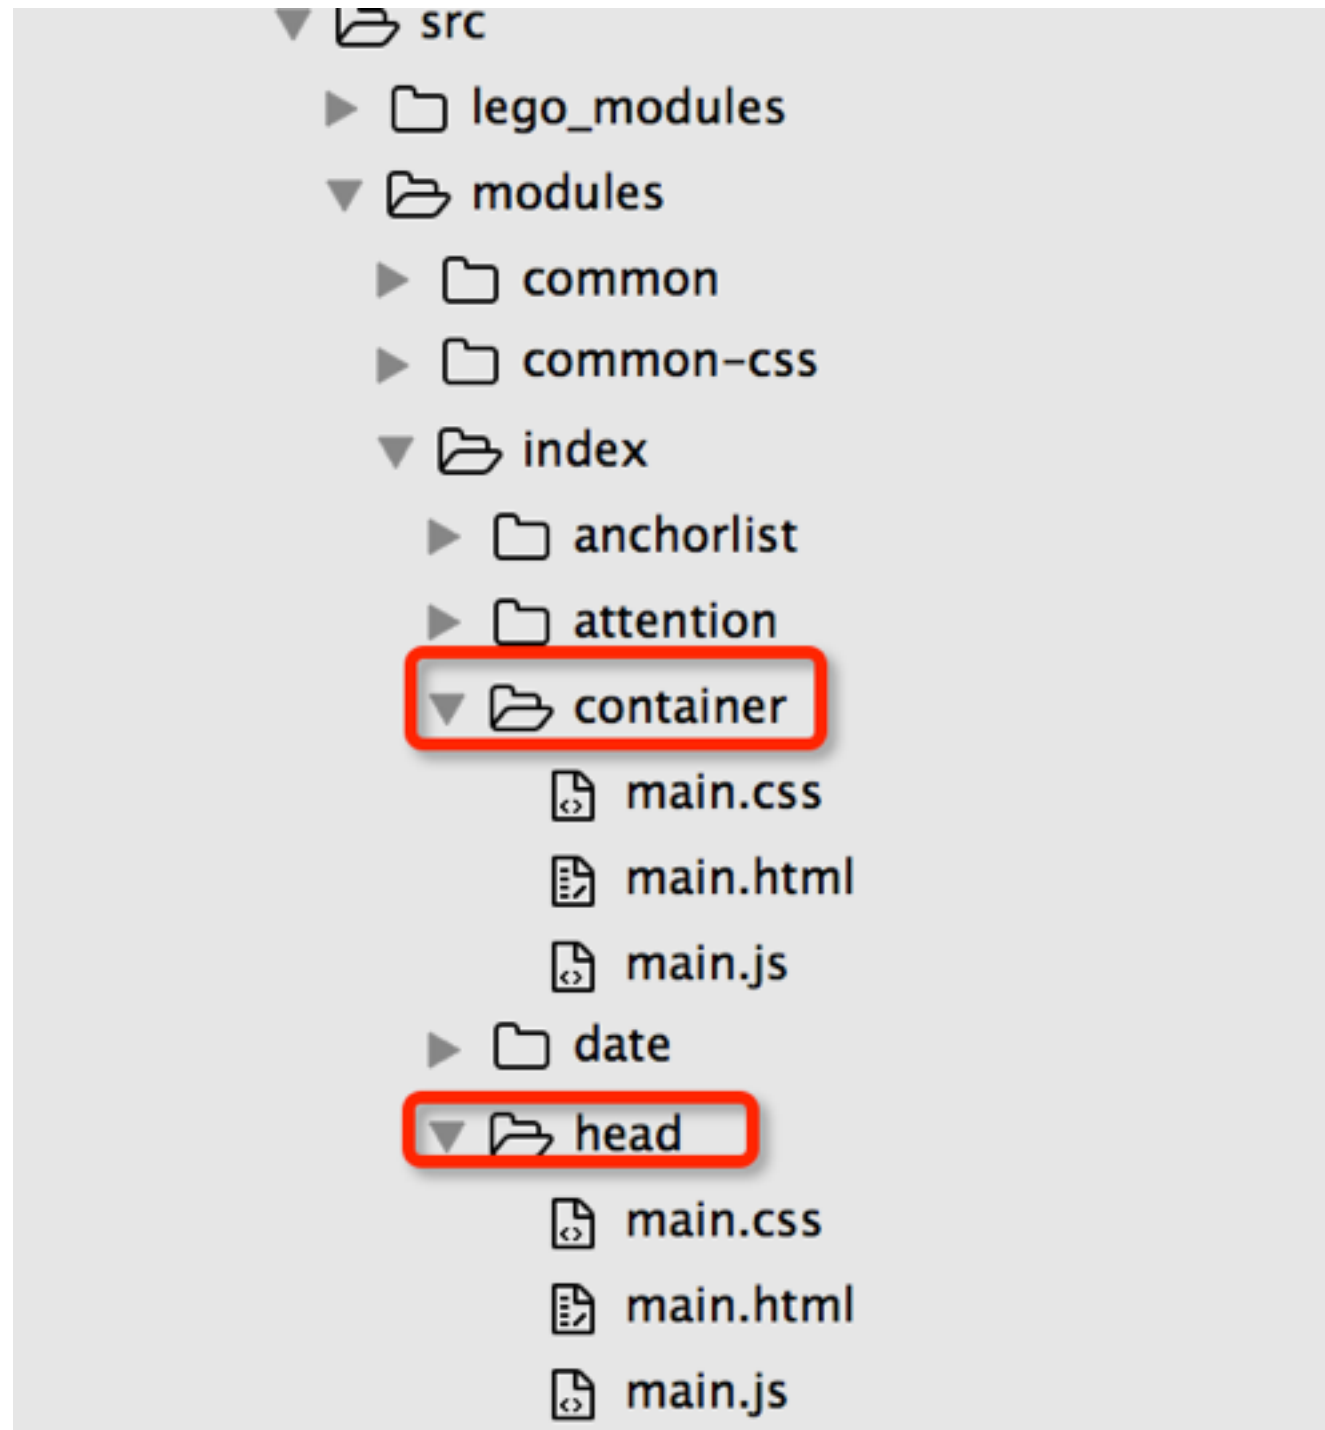 src
lego_modules
modules
common
common-css
index
anchorlist
attention
container
main.css
main.html
main.js
date
head
main.css
main.html
main.js